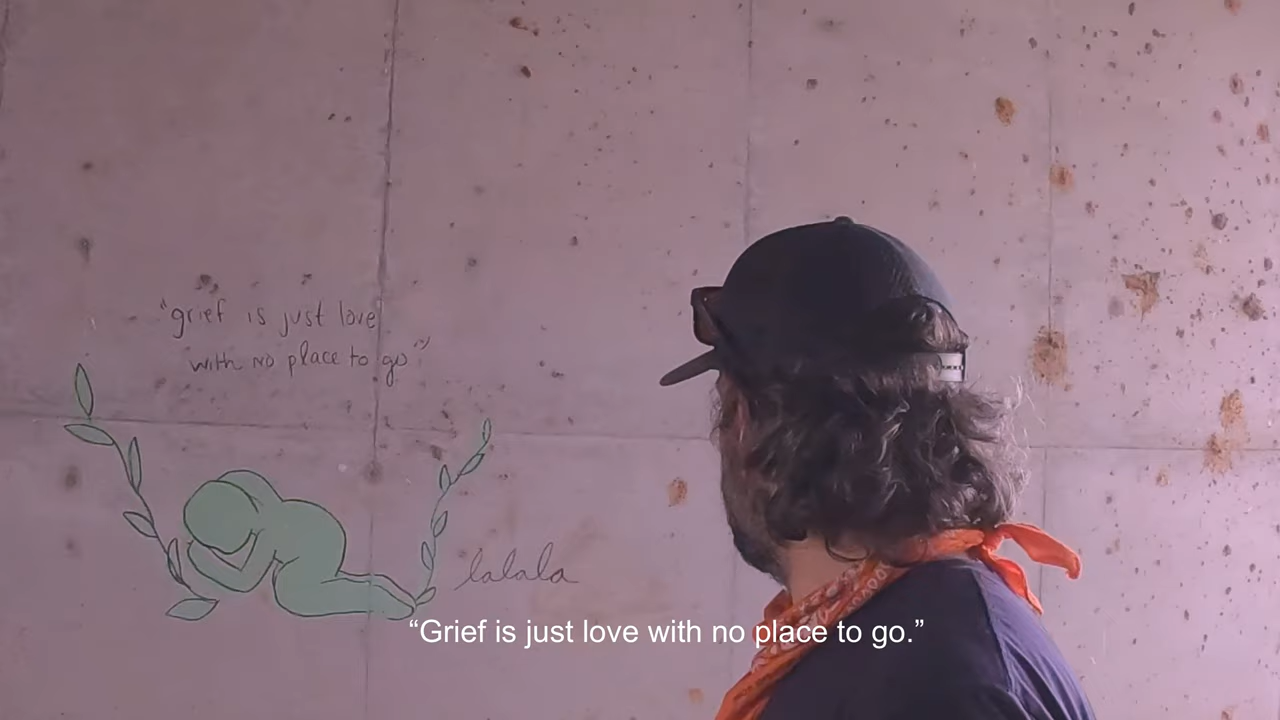 "grief is just love
with no place to go"
lalala
“Grief is just love with no place to go.”